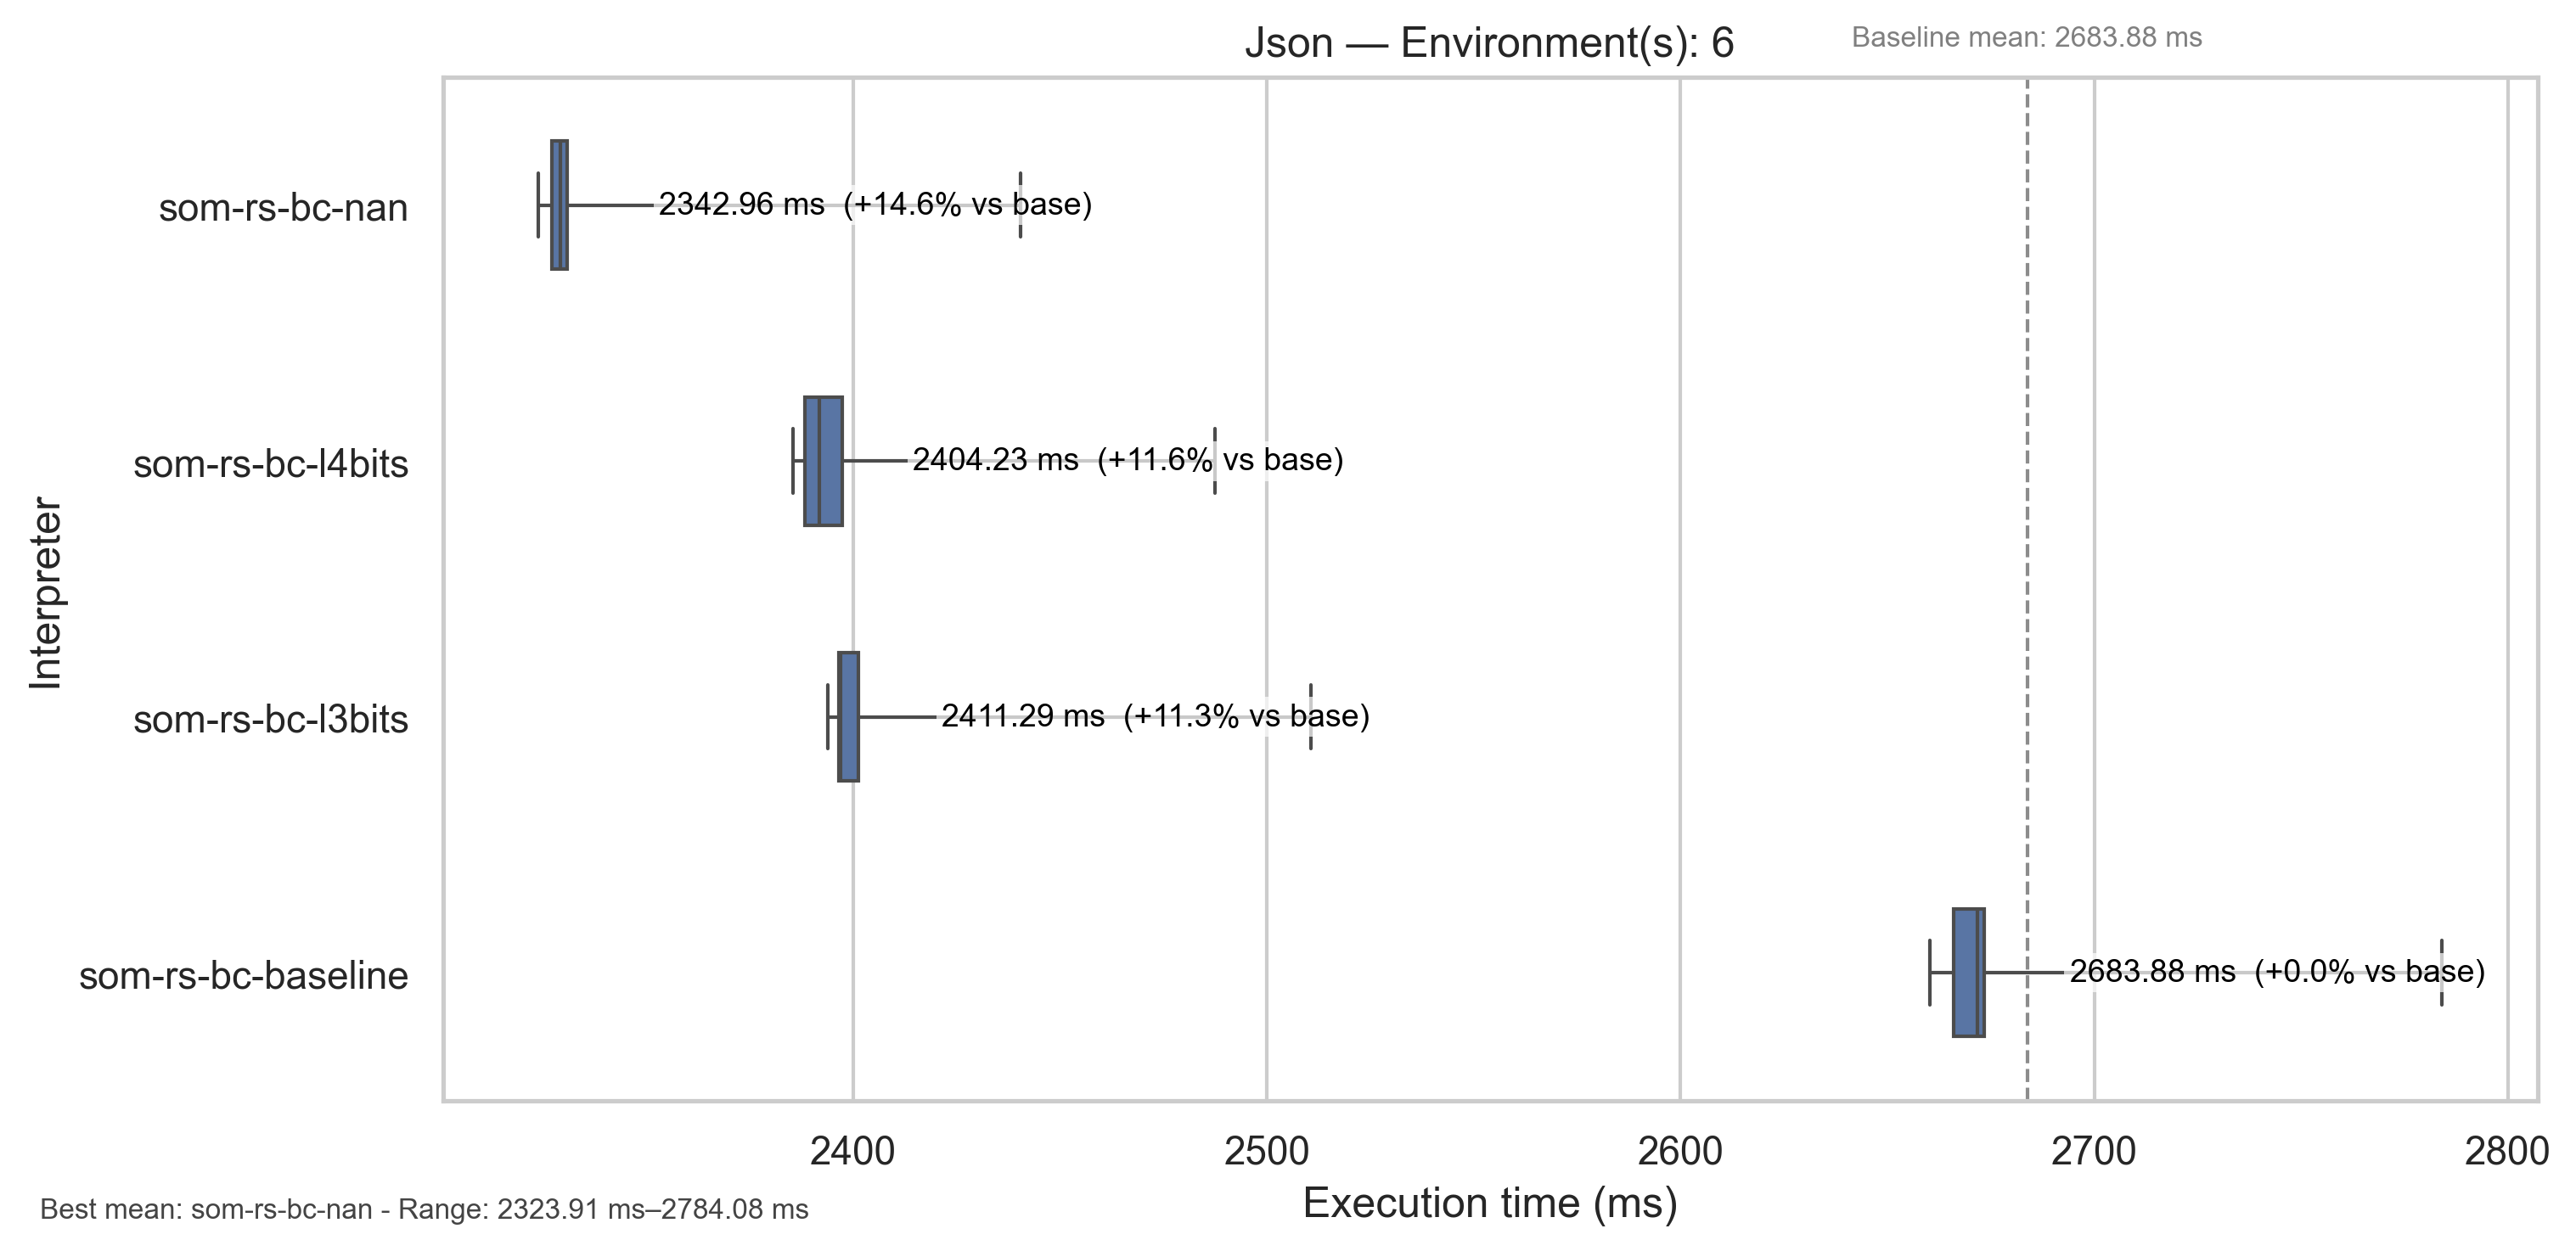 Json — Environment(s): 6
Baseline mean: 2683.88 ms
som-rs-bc-nan
2342.96 ms (+14.6% vs base)
som-rs-bc-l4bits
2404.23 ms (+11.6% vs base)
Interpreter
som-rs-bc-l3bits
2411.29 ms (+11.3% vs base)
som-rs-bc-baseline
2683.88 ms (+0.0% vs base)
2400 2500 2600 2700 2800
Execution time (ms)
Best mean: som-rs-bc-nan - Range: 2323.91 ms–2784.08 ms